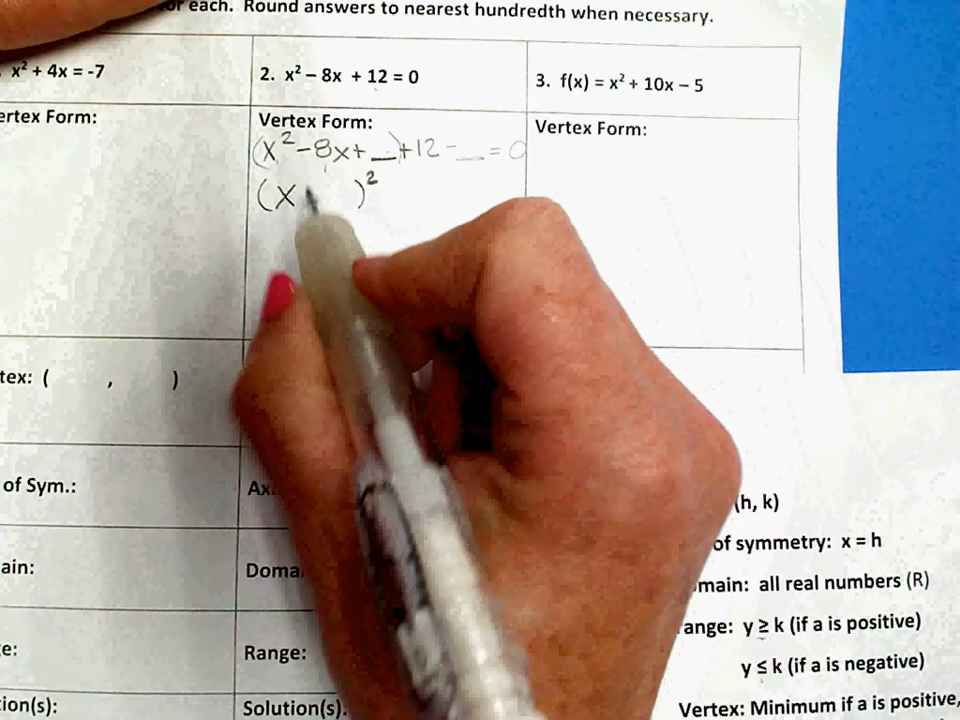 or each. Round answers to nearest hundredth when necessary.
x² + 4x = -7
2. x² – 8x + 12 = 0
3. f(x) = x² + 10x – 5
ertex Form:
Vertex Form:
(x²-8x+__)+12-__=0
(x )²
Vertex Form:
tex: ( , )
of Sym.:
Ax
ain:
Doma
e:
Range:
ion(s):
Solution(s).
(h, k)
of symmetry: x = h
main: all real numbers (R)
ange: y ≥ k (if a is positive)
y ≤ k (if a is negative)
Vertex: Minimum if a is positive,